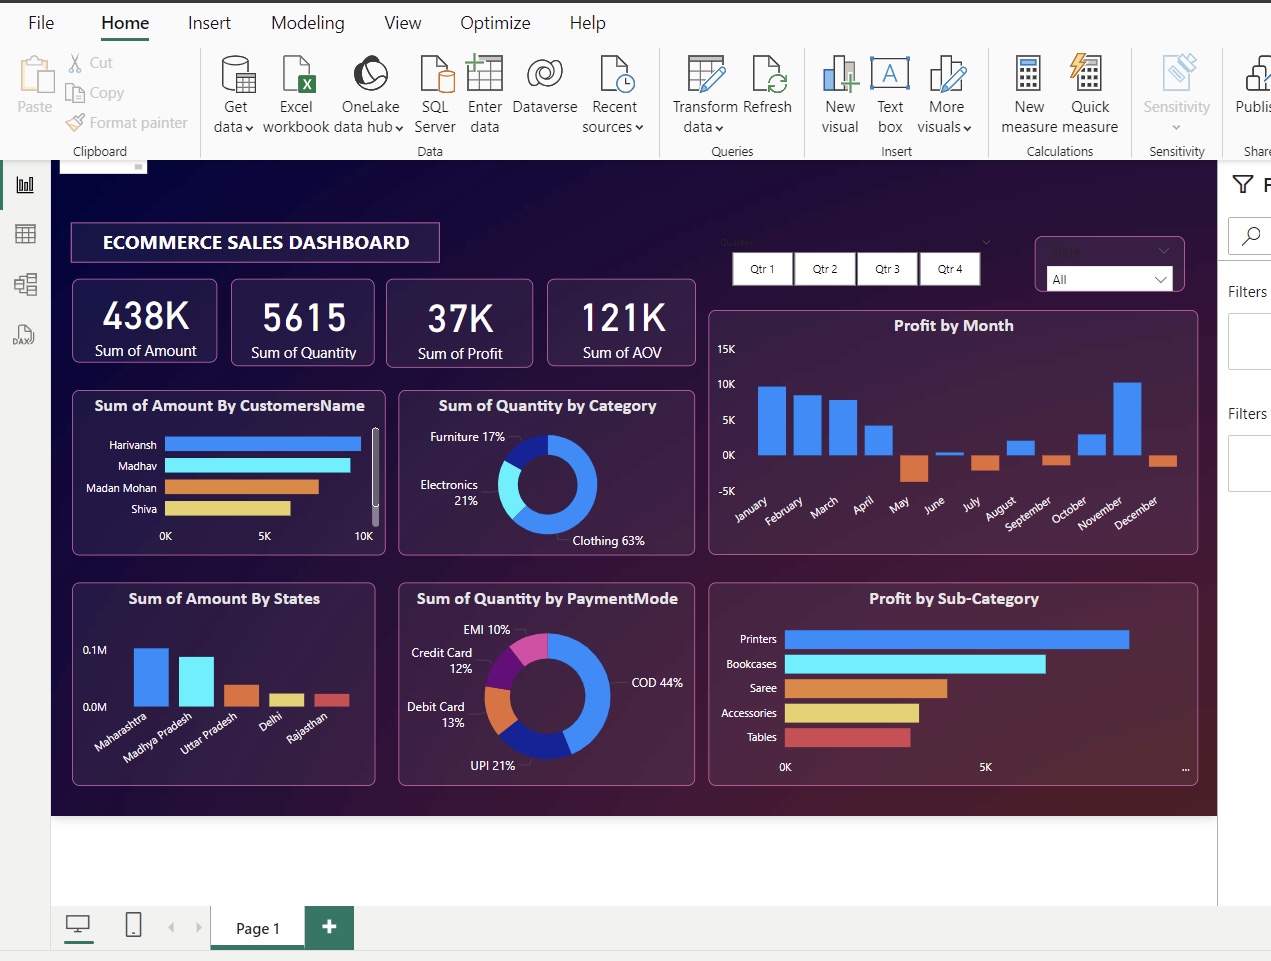 File Home Insert Modeling View Optimize Help
Paste
Cut
Copy
Format painter
Clipboard
Get data
Excel workbook
OneLake data hub
SQL Server
Enter data
Dataverse
Recent sources
Data
Transform data
Refresh
Queries
New visual
Text box
More visuals
Insert
New measure
Quick measure
Calculations
Sensitivity
Sensitivity
DAX
ECOMMERCE SALES DASHBOARD
Quarter
Qtr 1 Qtr 2 Qtr 3 Qtr 4
All
438K
Sum of Amount
5615
Sum of Quantity
37K
Sum of Profit
121K
Sum of AOV
Profit by Month
15K
10K
5K
0K
-5K
January February March April May June July August September October November December
Sum of Amount By CustomersName
Harivansh
Madhav
Madan Mohan
Shiva
0K 5K 10K
Sum of Quantity by Category
Furniture 17%
Electronics
21%
Clothing 63%
Sum of Amount By States
0.1M
0.0M
Maharashtra Madhya Pradesh Uttar Pradesh Delhi Rajasthan
Sum of Quantity by PaymentMode
EMI 10%
Credit Card
12%
COD 44%
Debit Card
13%
UPI 21%
Profit by Sub-Category
Printers
Bookcases
Saree
Accessories
Tables
0K 5K ...
Filters
Filters
Page 1